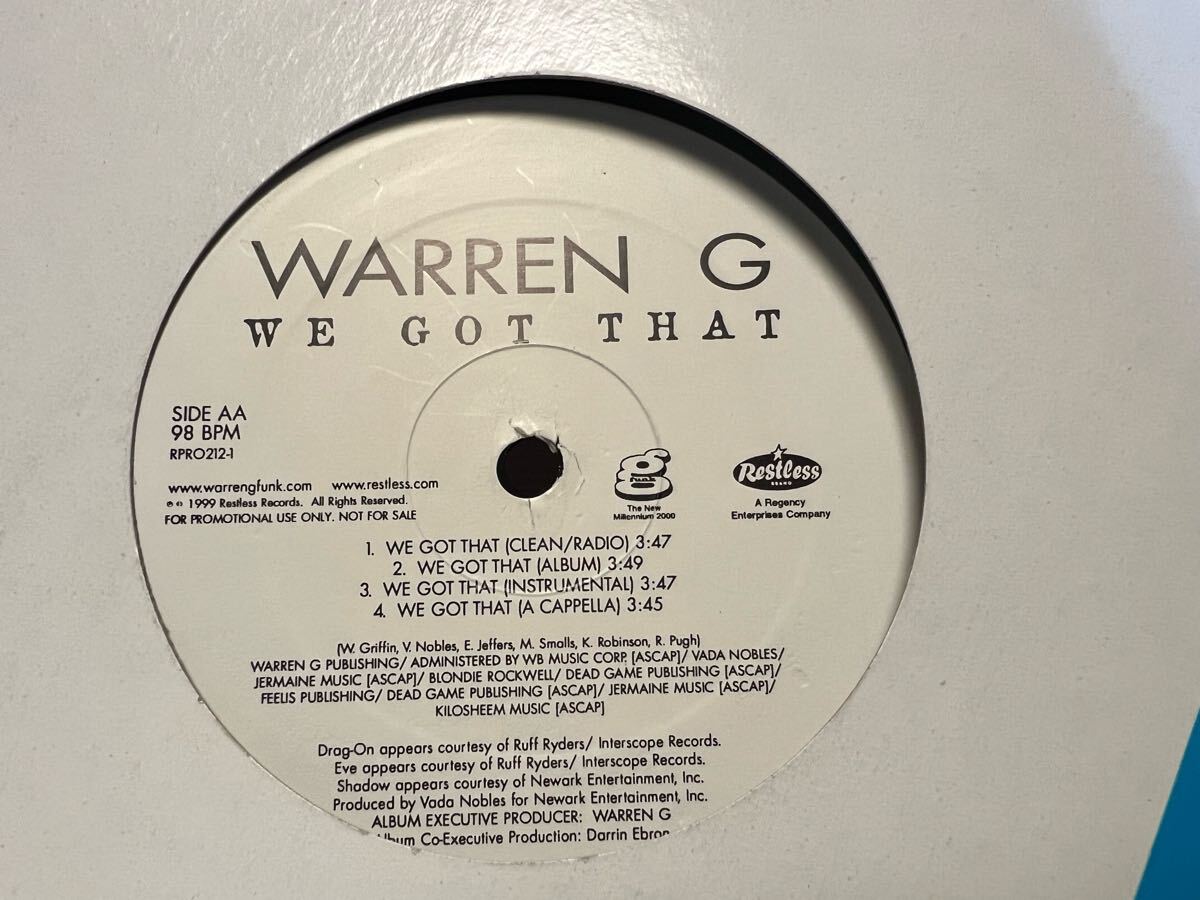 WARREN G
WE GOT THAT
SIDE AA
98 BPM
RPRO212-1
www.warrengfunk.com www.restless.com
℗ © 1999 Restless Records. All Rights Reserved.
FOR PROMOTIONAL USE ONLY. NOT FOR SALE
g
funk
The New
Millennium 2000
Restless
BRAND
A Regency
Enterprises Company
1. WE GOT THAT (CLEAN/RADIO) 3:47
2. WE GOT THAT (ALBUM) 3:49
3. WE GOT THAT (INSTRUMENTAL) 3:47
4. WE GOT THAT (A CAPPELLA) 3:45
(W. Griffin, V. Nobles, E. Jeffers, M. Smalls, K. Robinson, R. Pugh)
WARREN G PUBLISHING/ ADMINISTERED BY WB MUSIC CORP. [ASCAP]/ VADA NOBLES/
JERMAINE MUSIC [ASCAP]/ BLONDIE ROCKWELL/ DEAD GAME PUBLISHING [ASCAP]/
FEELIS PUBLISHING/ DEAD GAME PUBLISHING [ASCAP]/ JERMAINE MUSIC [ASCAP]/
KILOSHEEM MUSIC [ASCAP]
Drag-On appears courtesy of Ruff Ryders/ Interscope Records.
Eve appears courtesy of Ruff Ryders/ Interscope Records.
Shadow appears courtesy of Newark Entertainment, Inc.
Produced by Vada Nobles for Newark Entertainment, Inc.
ALBUM EXECUTIVE PRODUCER: WARREN G
Co-Executive Production: Darrin Ebron